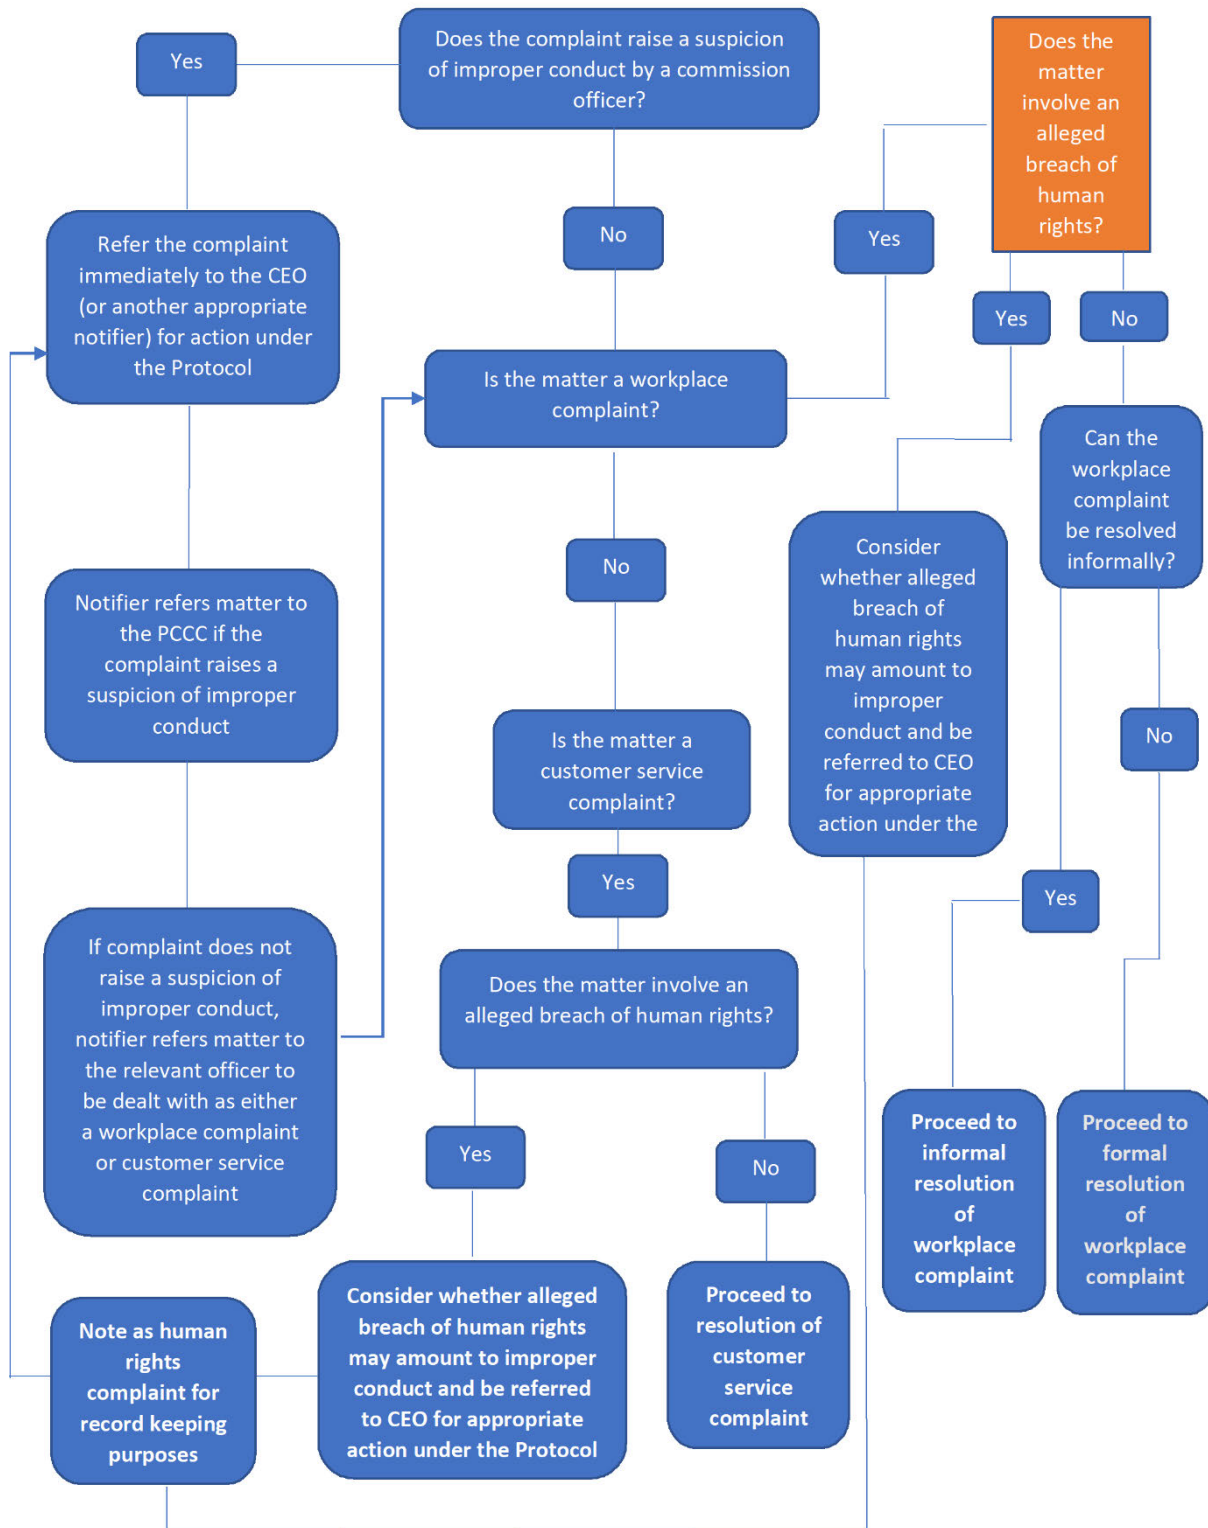 Yes
Does the complaint raise a suspicion
of improper conduct by a commission
officer?
Does the
matter
involve an
alleged
breach of
human
rights?
No
Yes
Refer the complaint
immediately to the CEO
(or another appropriate
notifier) for action under
the Protocol
Yes
No
Is the matter a workplace
complaint?
Can the
workplace
complaint
be resolved
informally?
Consider
whether alleged
breach of
human rights
may amount to
improper
conduct and be
referred to CEO
for appropriate
action under the
No
Notifier refers matter to
the PCCC if the
complaint raises a
suspicion of improper
conduct
Is the matter a
customer service
complaint?
No
Yes
Yes
If complaint does not
raise a suspicion of
improper conduct,
notifier refers matter to
the relevant officer to
be dealt with as either
a workplace complaint
or customer service
complaint
Does the matter involve an
alleged breach of human rights?
Yes
No
Proceed to
informal
resolution
of
workplace
complaint
Proceed to
formal
resolution
of
workplace
complaint
Note as human
rights
complaint for
record keeping
purposes
Consider whether alleged
breach of human rights
may amount to improper
conduct and be referred
to CEO for appropriate
action under the Protocol
Proceed to
resolution of
customer
service
complaint